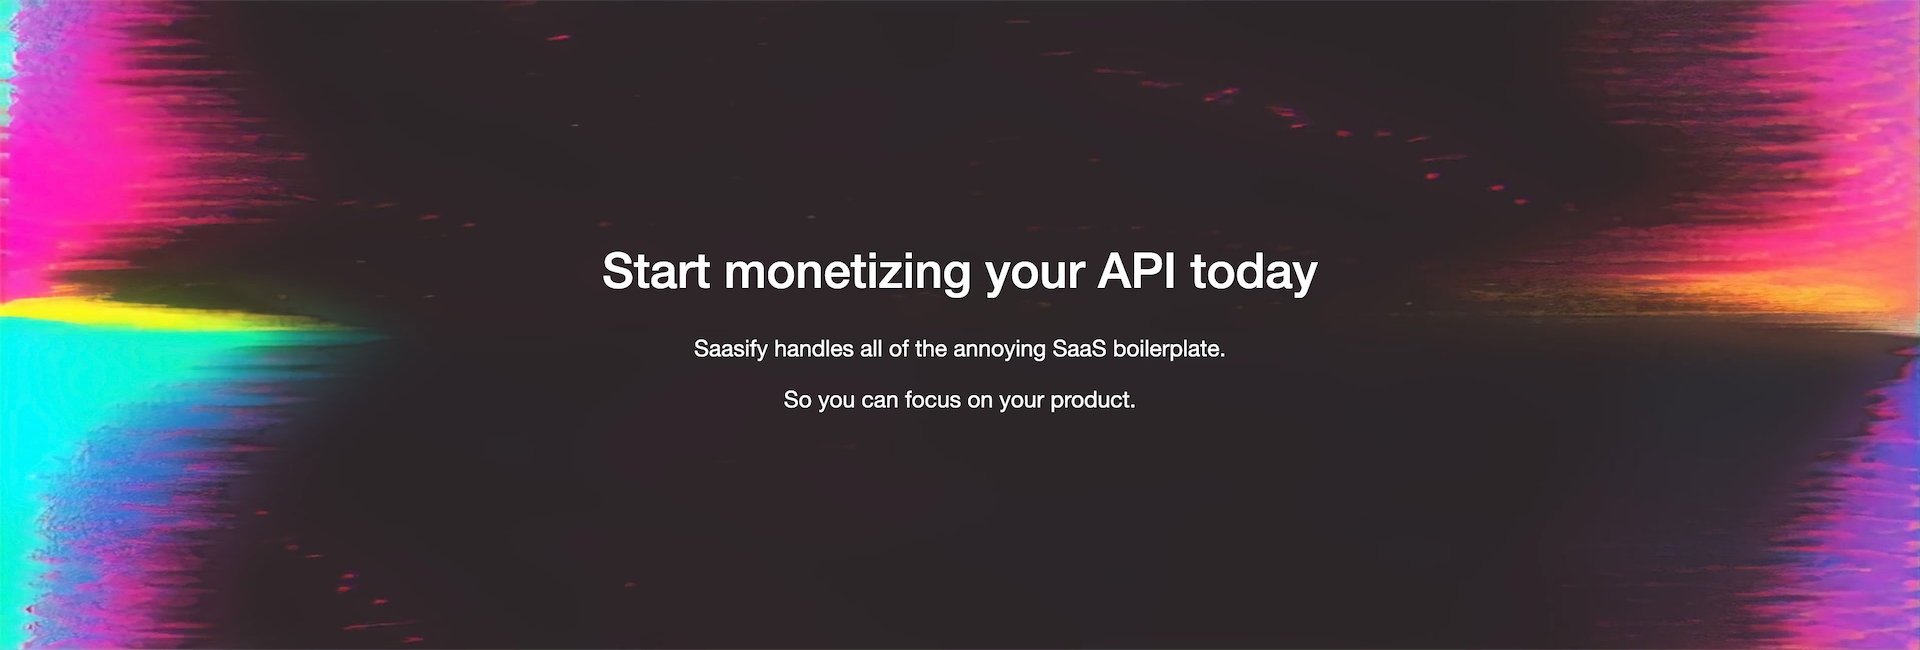 Start monetizing your API today
Saasify handles all of the annoying SaaS boilerplate.
So you can focus on your product.